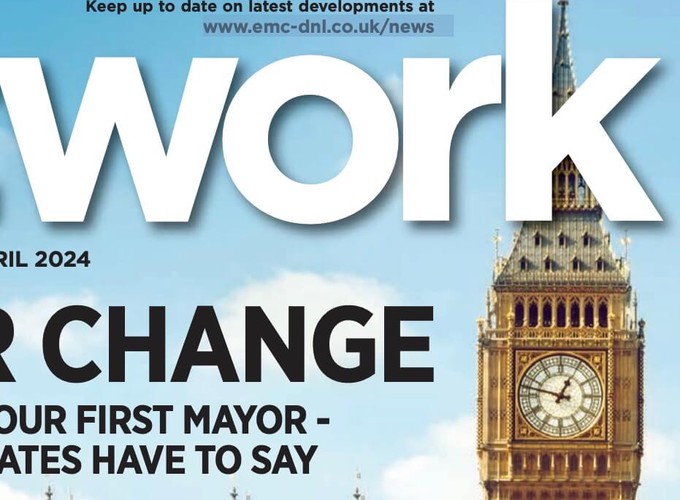 Keep up to date on latest developments at
www.emc-dnl.co.uk/news
work
RIL 2024
R CHANGE
OUR FIRST MAYOR -
ATES HAVE TO SAY